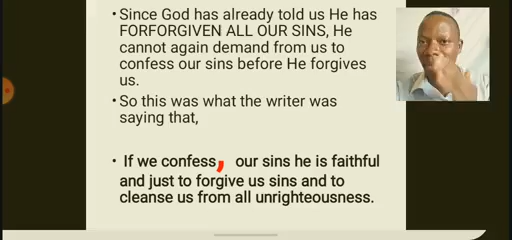 • Since God has already told us He has
FORFORGIVEN ALL OUR SINS, He
cannot again demand from us to
confess our sins before He forgives
us.
• So this was what the writer was
saying that,
• If we confess, our sins he is faithful
and just to forgive us sins and to
cleanse us from all unrighteousness.